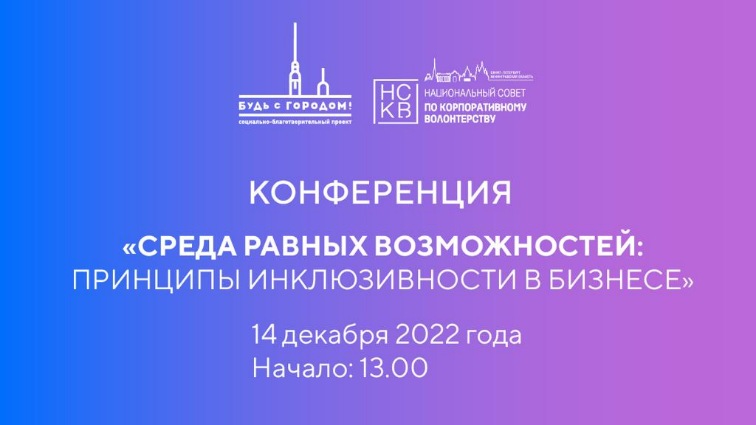 БУДЬ С ГОРОДОМ!
социально-благотворительный проект
САНКТ-ПЕТЕРБУРГ
ЛЕНИНГРАДСКАЯ ОБЛАСТЬ
НС
КВ
НАЦИОНАЛЬНЫЙ СОВЕТ
ПО КОРПОРАТИВНОМУ
ВОЛОНТЕРСТВУ
КОНФЕРЕНЦИЯ
«СРЕДА РАВНЫХ ВОЗМОЖНОСТЕЙ:
ПРИНЦИПЫ ИНКЛЮЗИВНОСТИ В БИЗНЕСЕ»
14 декабря 2022 года
Начало: 13.00